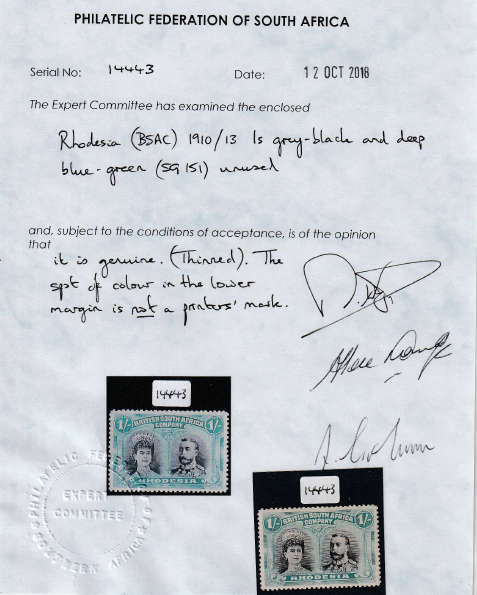 PHILATELIC FEDERATION OF SOUTH AFRICA
Serial No: 14443 Date: 12 OCT 2018
The Expert Committee has examined the enclosed
Rhodesia (BSAC) 1910/13 1s grey-black and deep
blue-green (SG 151) unused
and, subject to the conditions of acceptance, is of the opinion
that
it is genuine. (Thinned). The
spot of colour in the lower
margin is not a printers' mark.
14443
1/- BRITISH SOUTH AFRICA 1/-
COMPANY
RHODESIA
14443
1/- BRITISH SOUTH AFRICA 1/-
COMPANY
RHODESIA
EXPERT
COMMITTEE